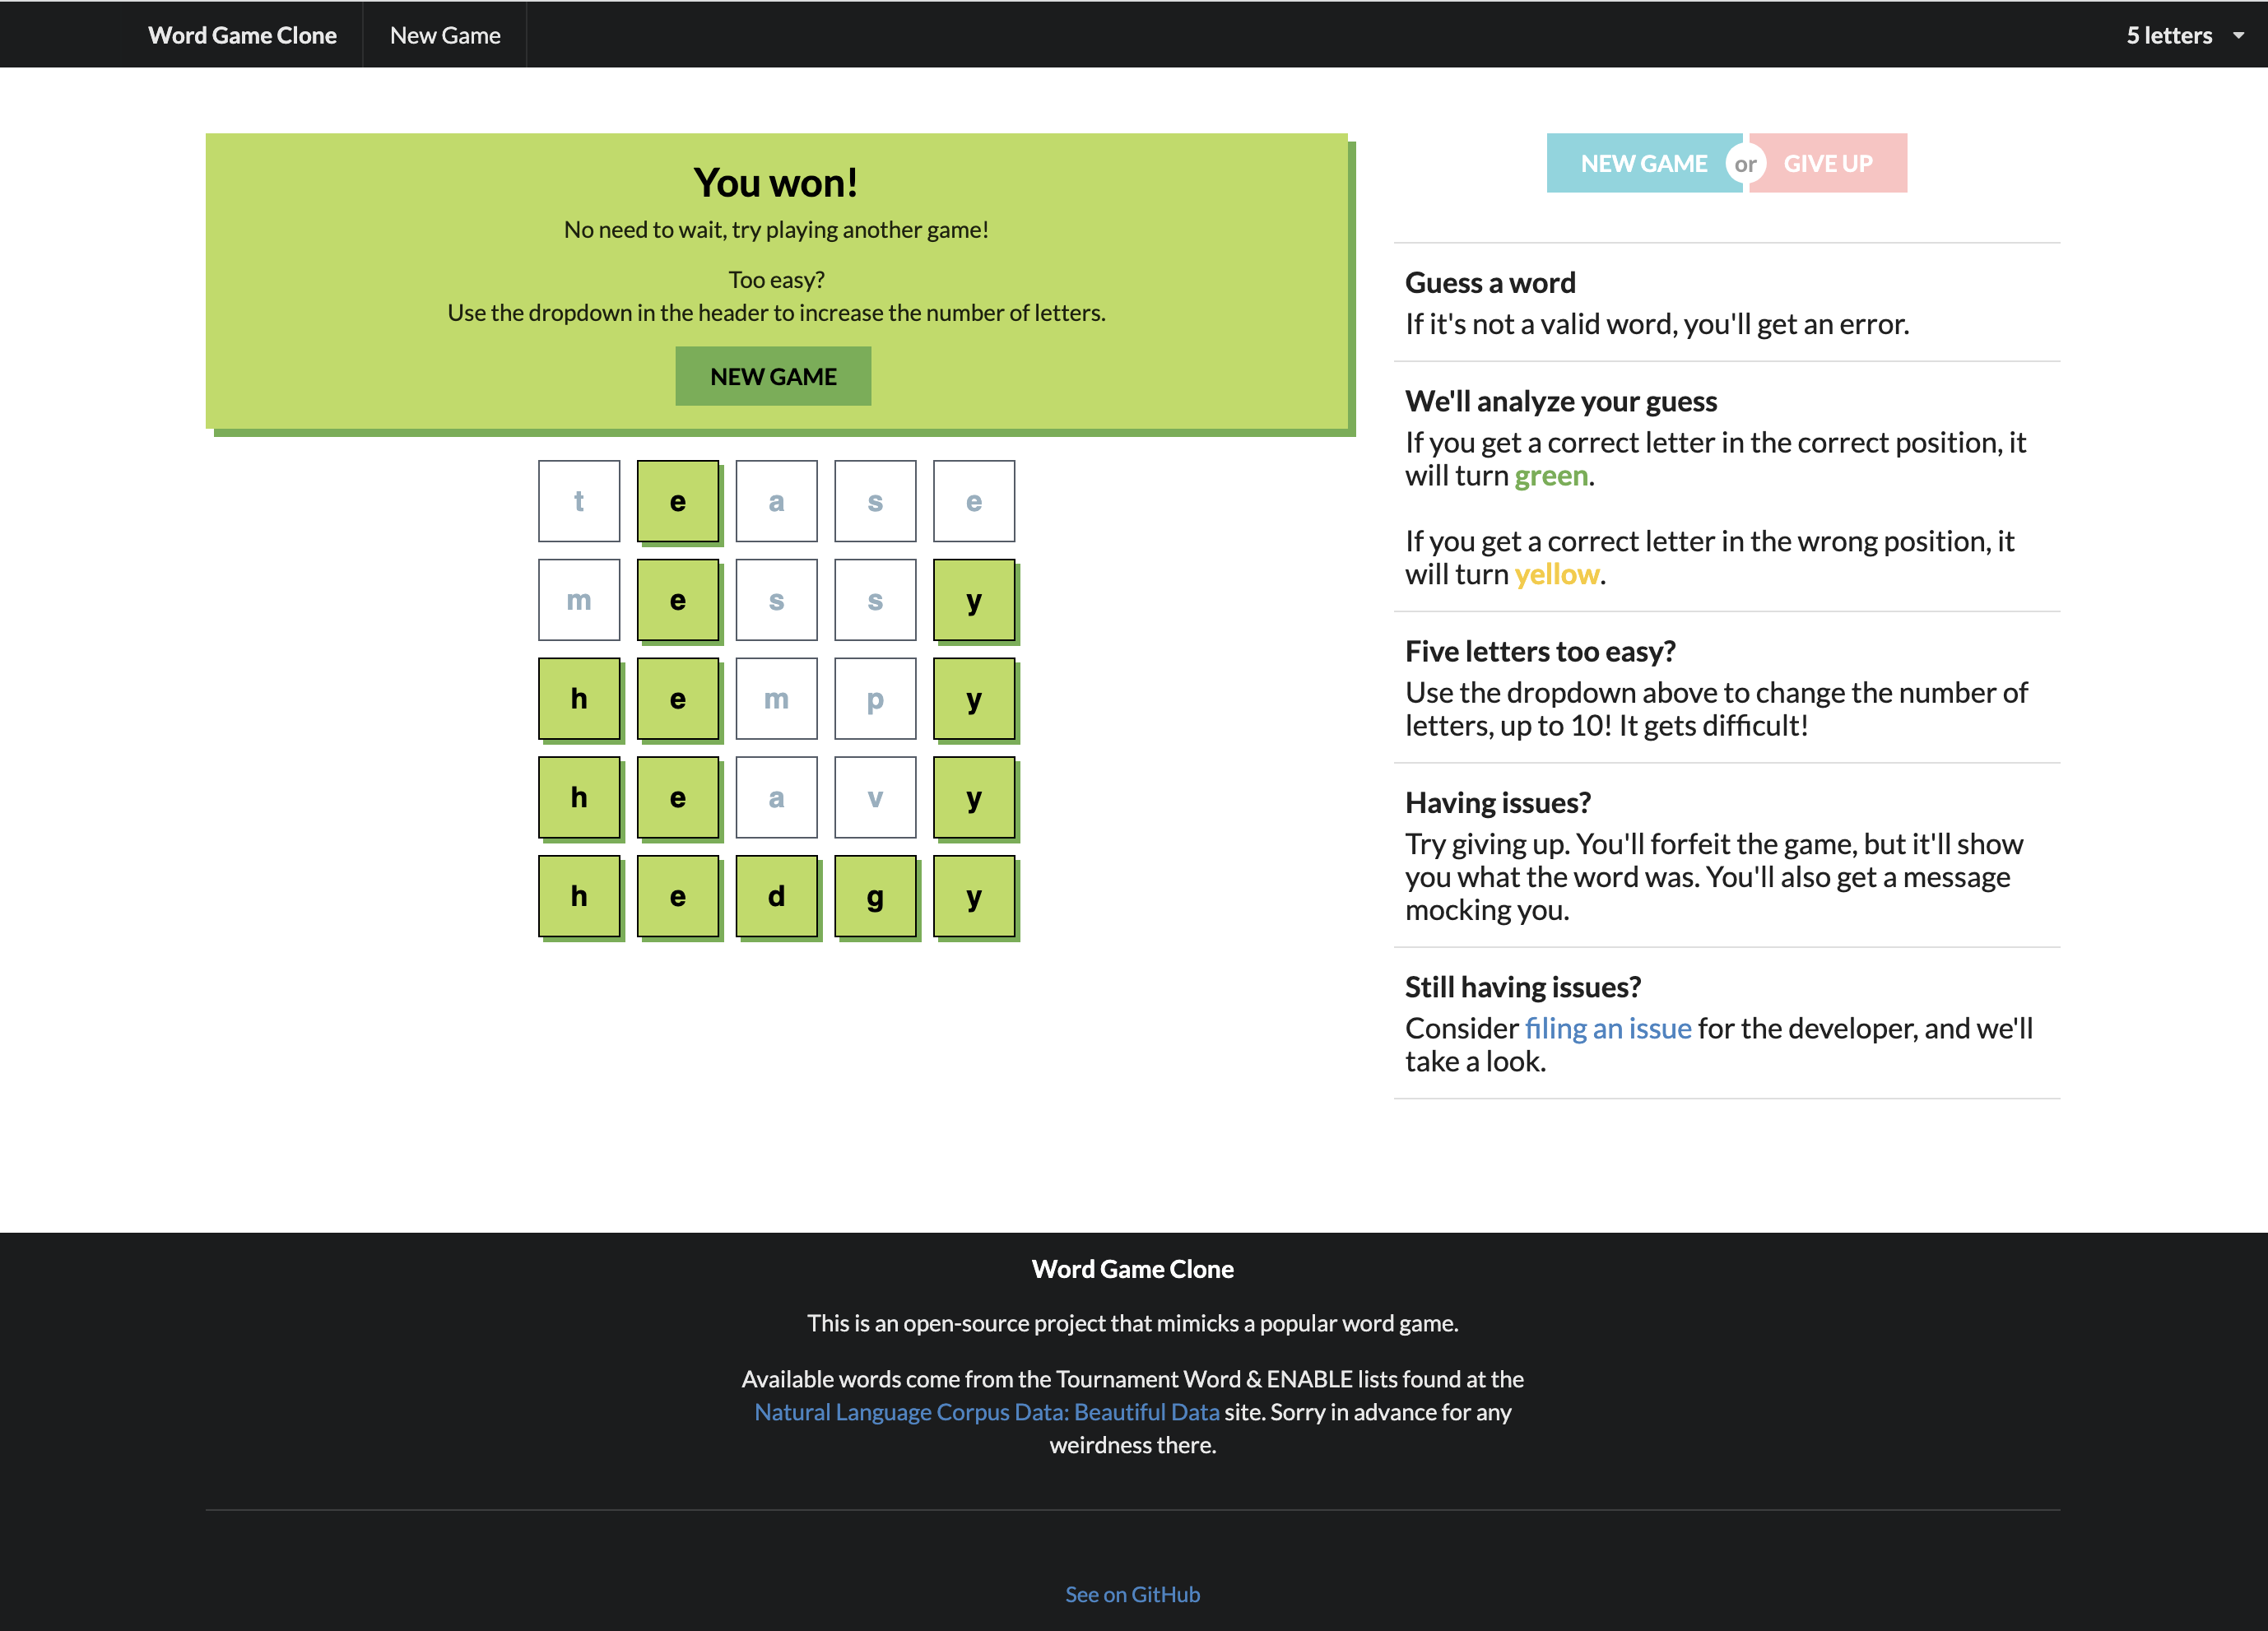 Word Game Clone New Game 5 letters
You won!
No need to wait, try playing another game!
Too easy?
Use the dropdown in the header to increase the number of letters.
NEW GAME
t e a s e
m e s s y
h e m p y
h e a v y
h e d g y
NEW GAME or GIVE UP
Guess a word
If it's not a valid word, you'll get an error.
We'll analyze your guess
If you get a correct letter in the correct position, it
will turn green.
If you get a correct letter in the wrong position, it
will turn yellow.
Five letters too easy?
Use the dropdown above to change the number of
letters, up to 10! It gets difficult!
Having issues?
Try giving up. You'll forfeit the game, but it'll show
you what the word was. You'll also get a message
mocking you.
Still having issues?
Consider filing an issue for the developer, and we'll
take a look.
Word Game Clone
This is an open-source project that mimicks a popular word game.
Available words come from the Tournament Word & ENABLE lists found at the
Natural Language Corpus Data: Beautiful Data site. Sorry in advance for any
weirdness there.
See on GitHub